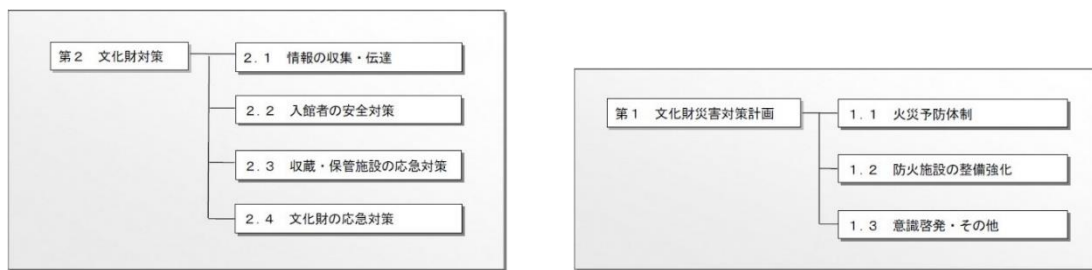 第２　文化財対策
２．１　情報の収集・伝達
２．２　入館者の安全対策
２．３　収蔵・保管施設の応急対策
２．４　文化財の応急対策
第１　文化財災害対策計画
１．１　火災予防体制
１．２　防火施設の整備強化
１．３　意識啓発・その他